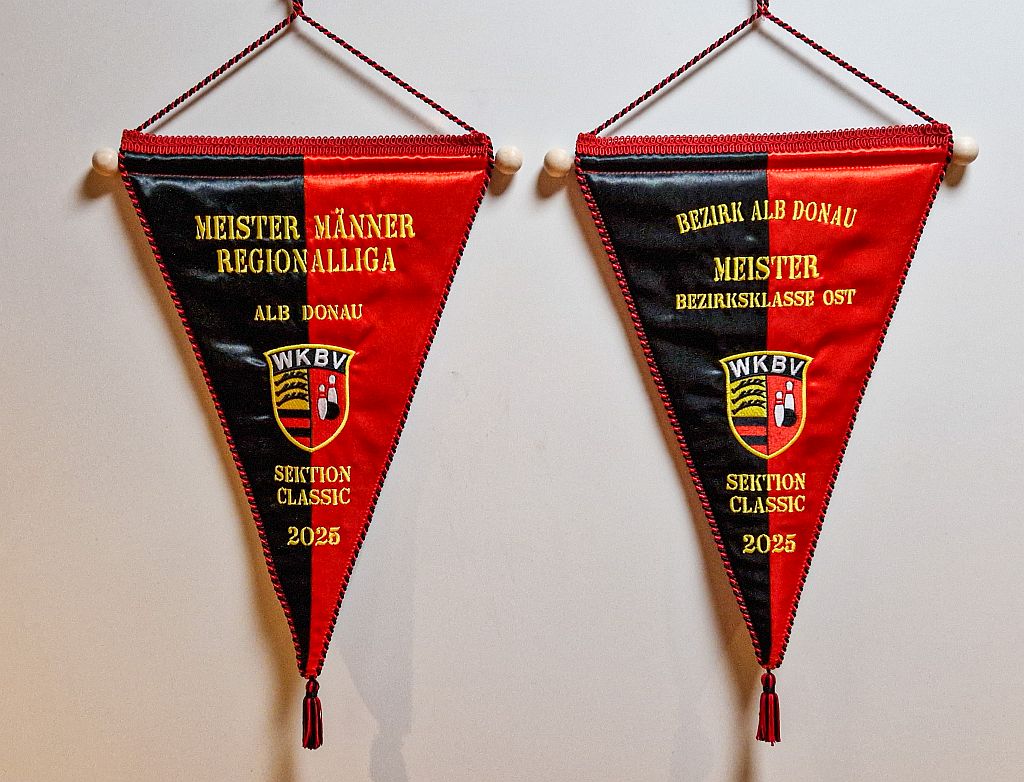 MEISTER MÄNNER
REGIONALLIGA
ALB DONAU
WKBV
SEKTION
CLASSIC
2025
BEZIRK ALB DONAU
MEISTER
BEZIRKSKLASSE OST
WKBV
SEKTION
CLASSIC
2025